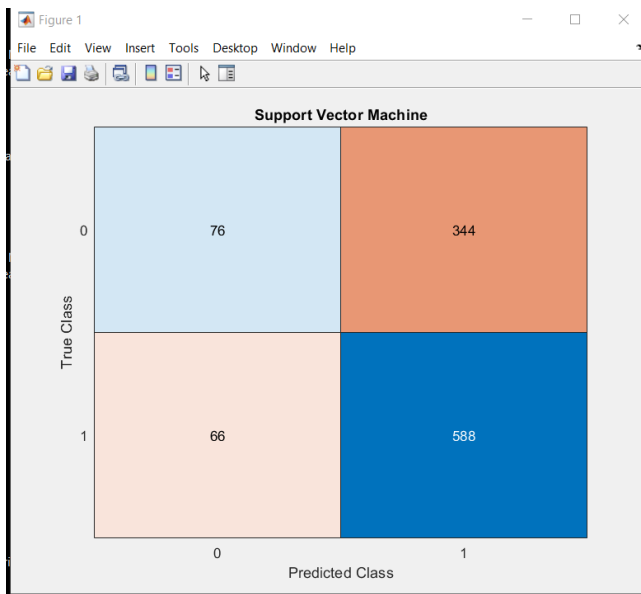 Figure 1
File Edit View Insert Tools Desktop Window Help
Support Vector Machine
0 76 344
True Class
1 66 588
0 1
Predicted Class